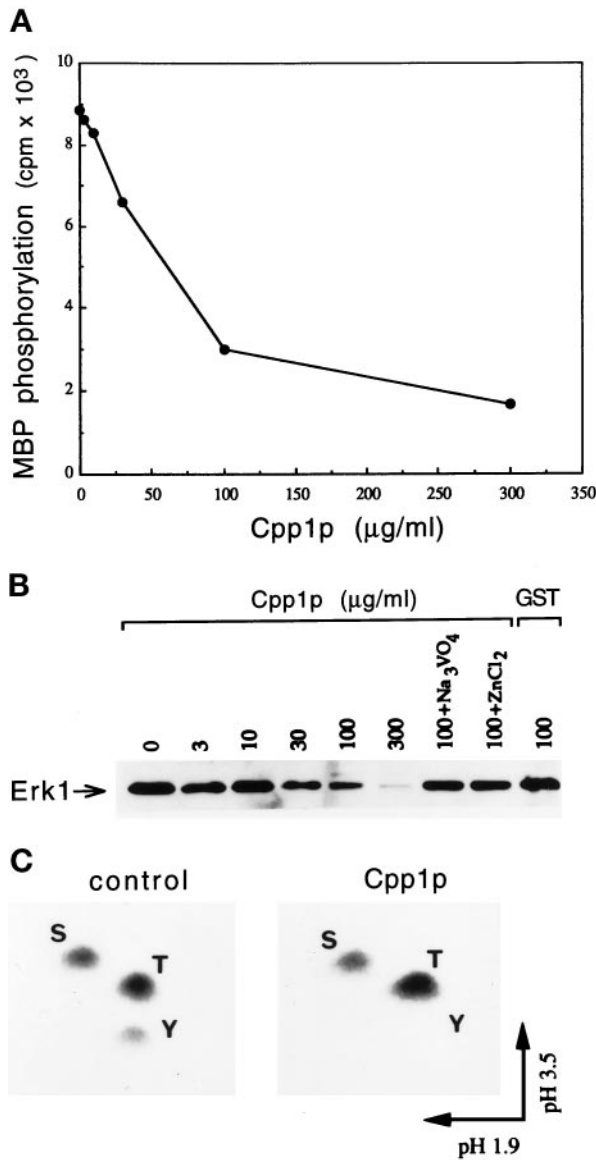 A
MBP phosphorylation (cpm x 10³)
10
8
6
4
2
0
0 50 100 150 200 250 300 350
Cpp1p (µg/ml)
B
Cpp1p (µg/ml) GST
0 3 10 30 100 300 100+Na₃VO₄ 100+ZnCl₂ 100
Erk1→
C
control Cpp1p
S T Y S T Y
pH 3.5
pH 1.9